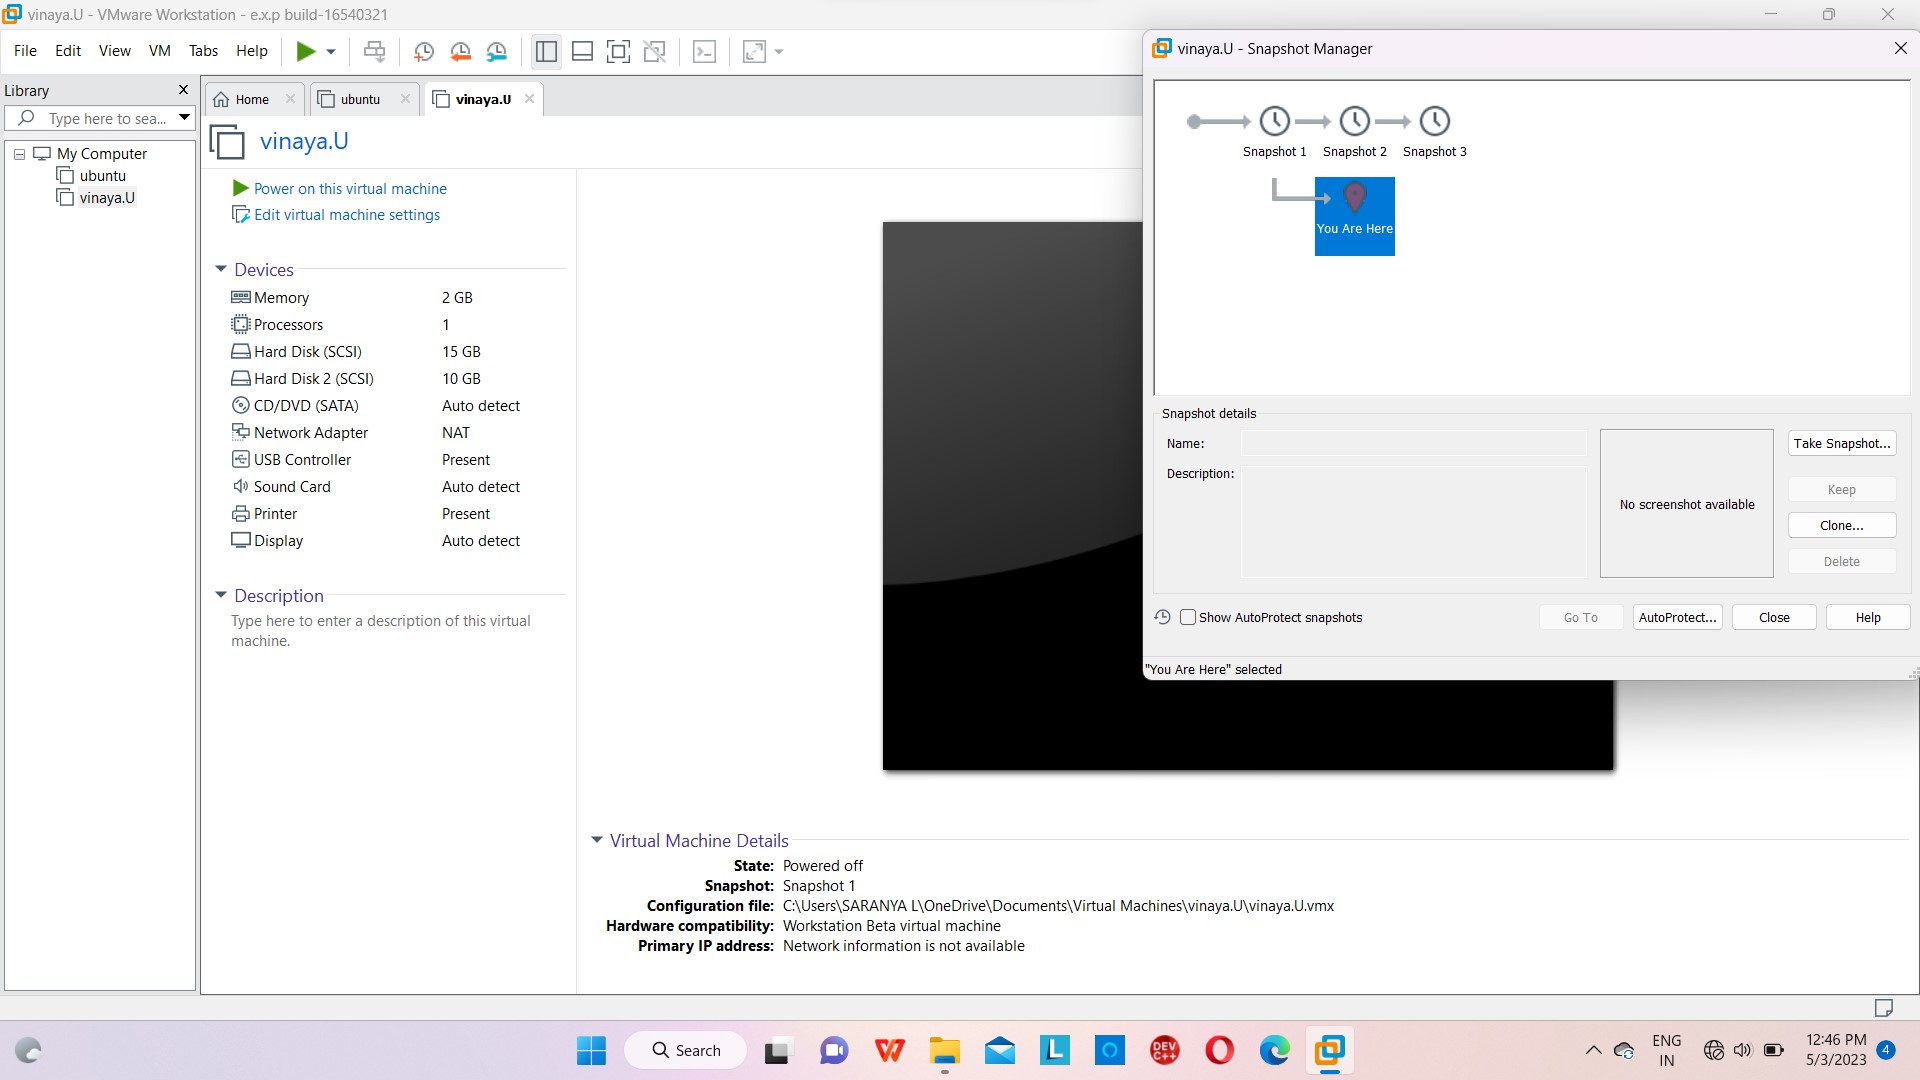 vinaya.U - VMware Workstation - e.x.p build-16540321
File Edit View VM Tabs Help
Library
Type here to sea...
My Computer
ubuntu
vinaya.U
Home
ubuntu
vinaya.U
vinaya.U
Power on this virtual machine
Edit virtual machine settings
Devices
Memory 2 GB
Processors 1
Hard Disk (SCSI) 15 GB
Hard Disk 2 (SCSI) 10 GB
CD/DVD (SATA) Auto detect
Network Adapter NAT
USB Controller Present
Sound Card Auto detect
Printer Present
Display Auto detect
Description
Type here to enter a description of this virtual
machine.
Virtual Machine Details
State: Powered off
Snapshot: Snapshot 1
Configuration file: C:\Users\SARANYA L\OneDrive\Documents\Virtual Machines\vinaya.U\vinaya.U.vmx
Hardware compatibility: Workstation Beta virtual machine
Primary IP address: Network information is not available
vinaya.U - Snapshot Manager
Snapshot 1 Snapshot 2 Snapshot 3
You Are Here
Snapshot details
Name:
Description:
No screenshot available
Take Snapshot...
Keep
Clone...
Delete
Show AutoProtect snapshots
Go To
AutoProtect...
Close
Help
"You Are Here" selected
Search
W
L
DEV
C++
ENG
IN
12:46 PM
5/3/2023
4